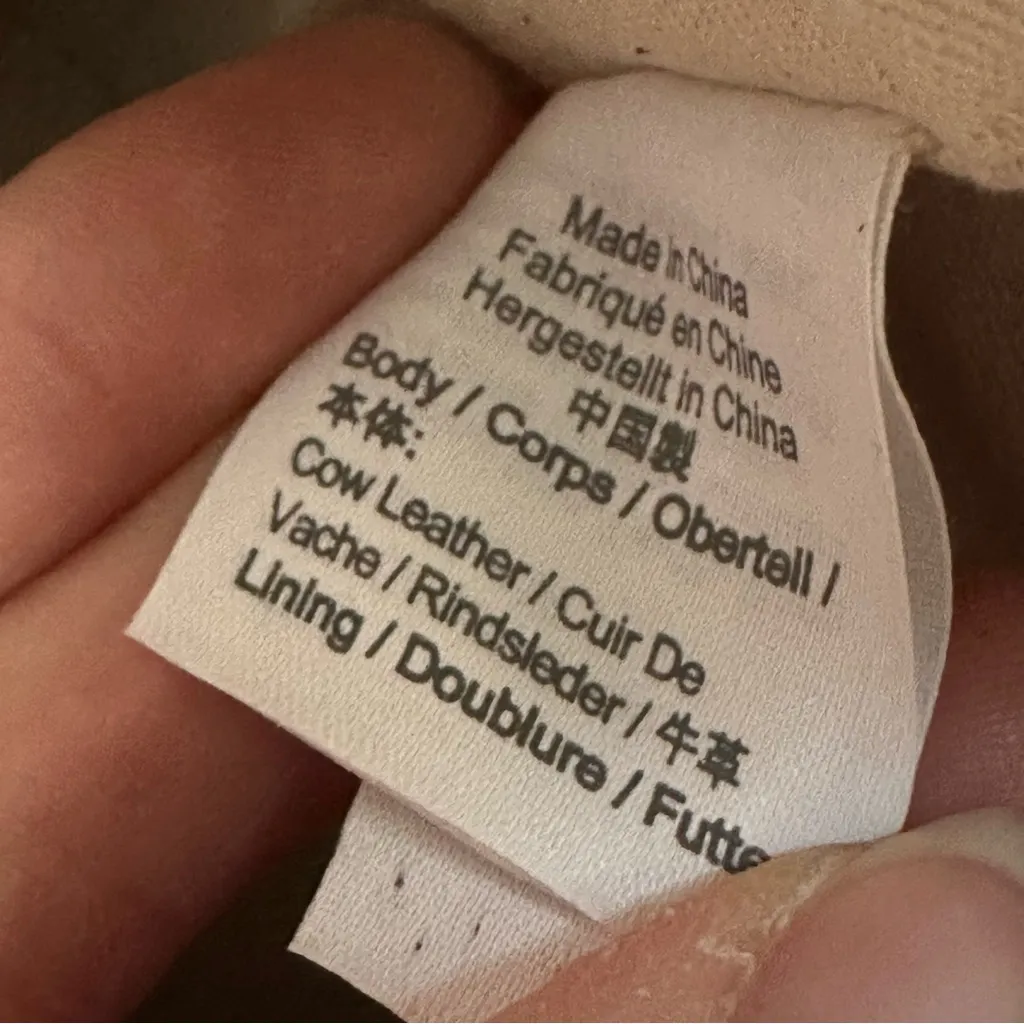 Made in China
Fabriqué en Chine
Hergestellt in China
中国製
Body / Corps / Oberteil /
本体:
Cow Leather / Cuir De
Vache / Rindsleder / 牛革
Lining / Doublure / Futte